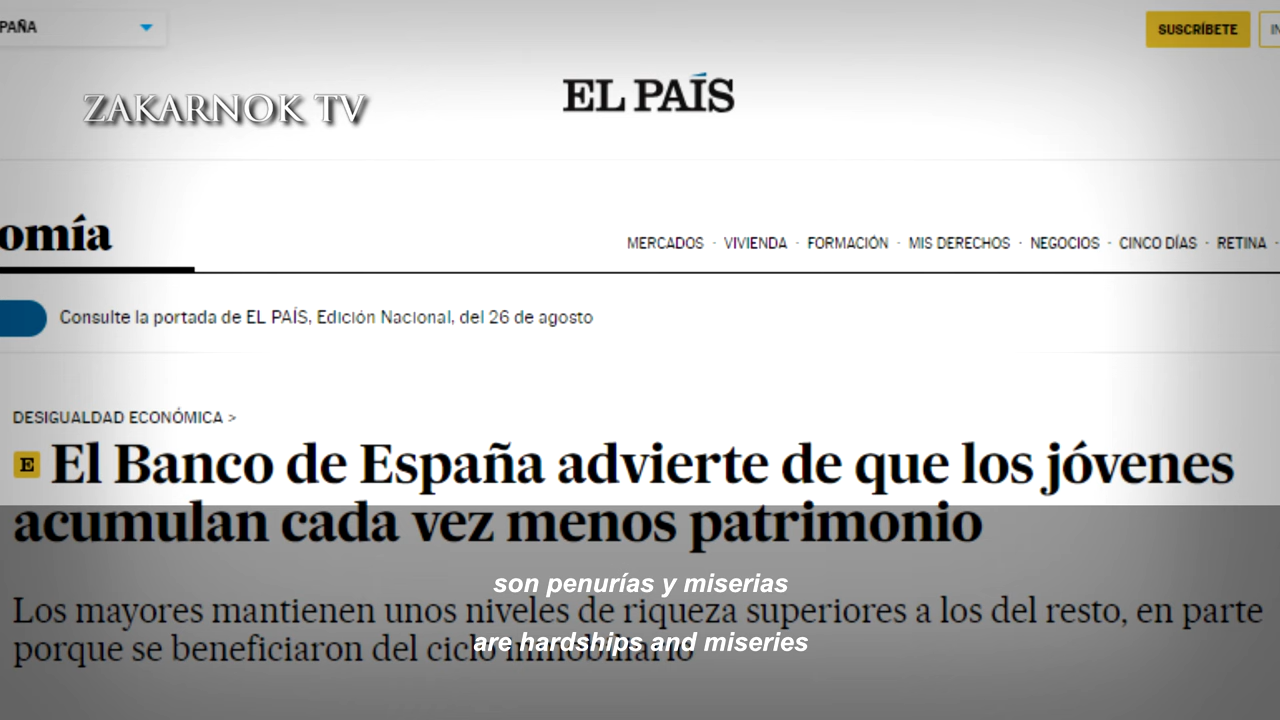 PAÑA
SUSCRÍBETE
IN
ZAKARNOK TV
EL PAÍS
omía
MERCADOS · VIVIENDA · FORMACIÓN · MIS DERECHOS · NEGOCIOS · CINCO DÍAS · RETINA ·
Consulte la portada de EL PAÍS, Edición Nacional, del 26 de agosto
DESIGUALDAD ECONÓMICA >
E El Banco de España advierte de que los jóvenes
acumulan cada vez menos patrimonio
son penurías y miserias
Los mayores mantienen unos niveles de riqueza superiores a los del resto, en parte
are hardships and miseries
porque se beneficiaron del ciclo inmobiliario